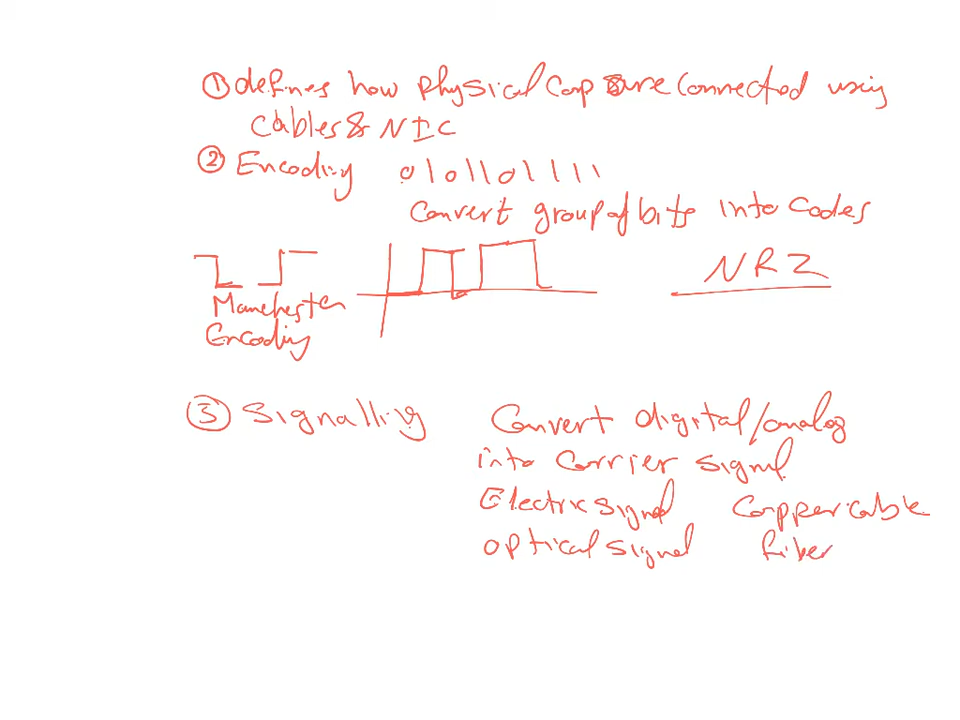 ① defines how physical Comp are connected using
cables & NIC
② Encoding 0101101111
Convert group of bits into codes
NRZ
Manchester
Encoding
③ Signalling Convert digital/analog
into Carrier signal
Electric signal Copper cable
optical signal fiber